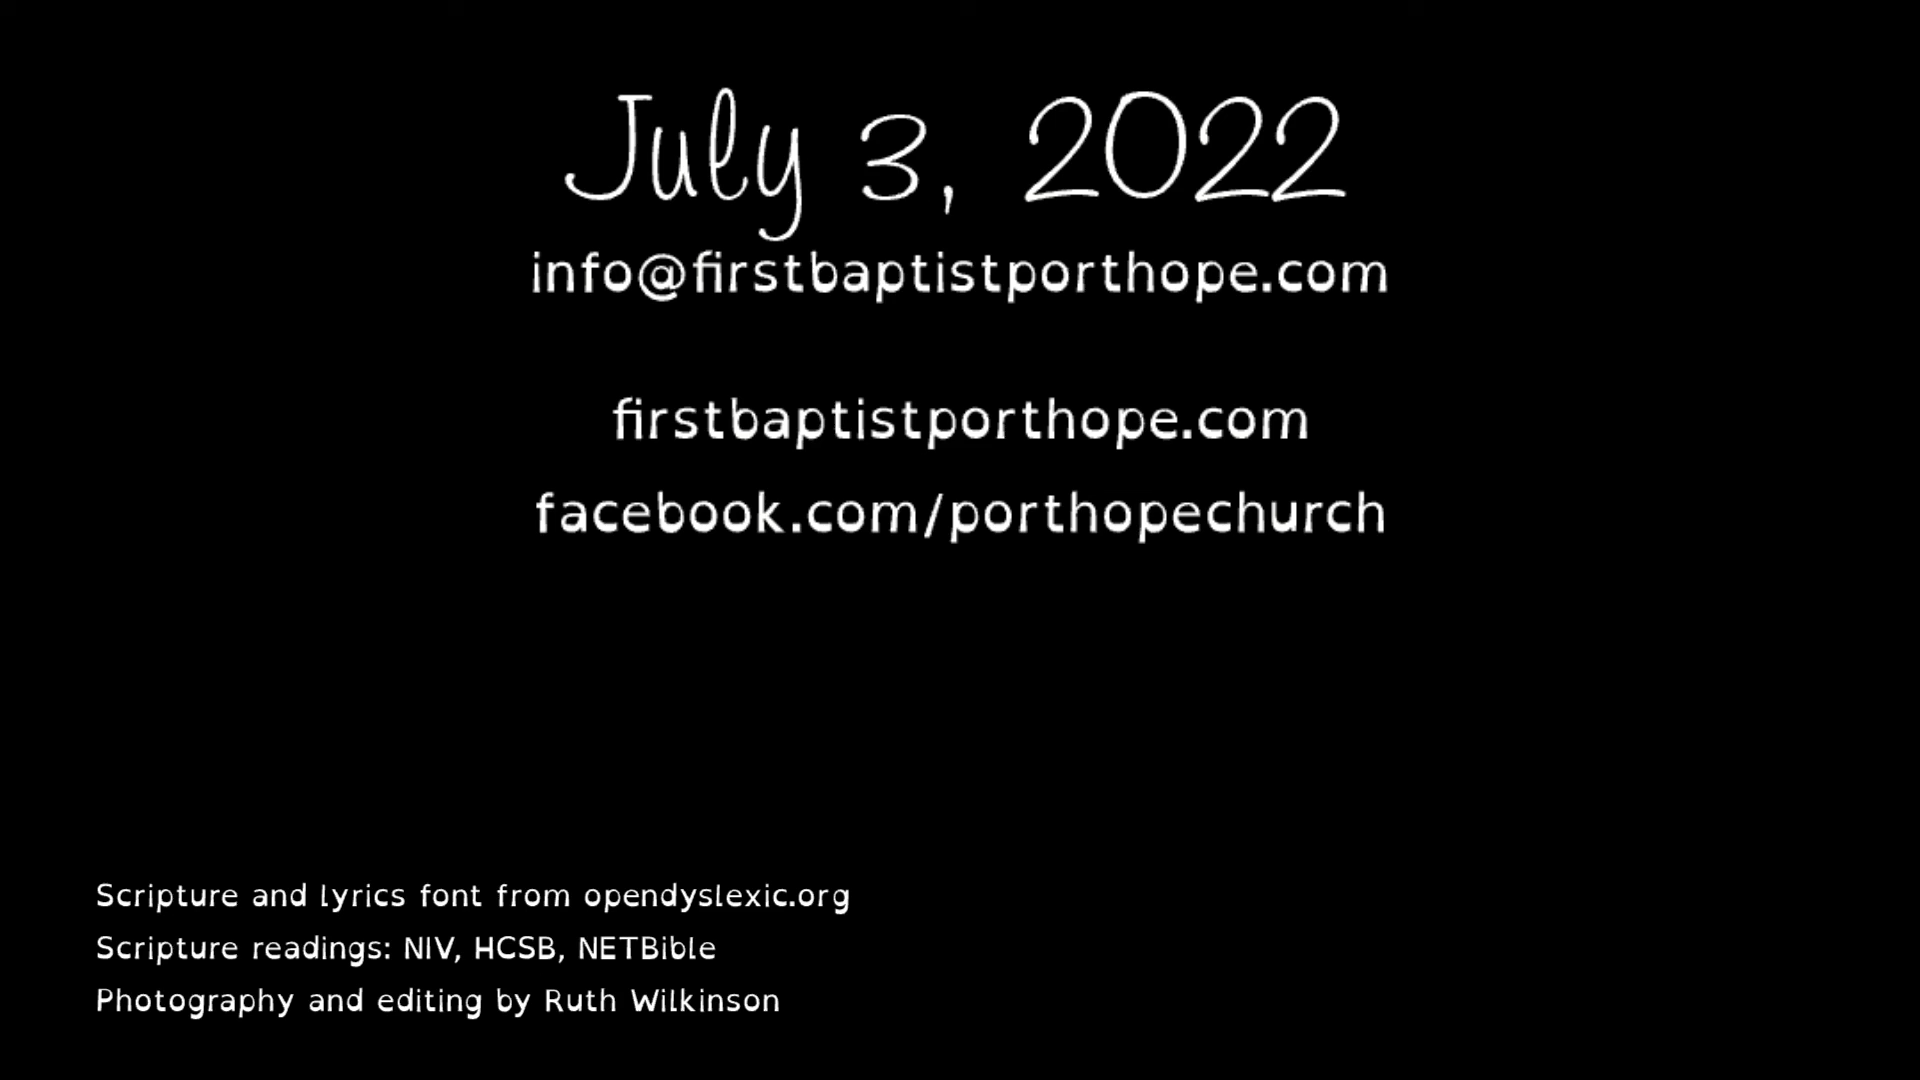 July 3, 2022
info@firstbaptistporthope.com
firstbaptistporthope.com
facebook.com/porthopechurch
Scripture and lyrics font from opendyslexic.org
Scripture readings: NIV, HCSB, NETBible
Photography and editing by Ruth Wilkinson